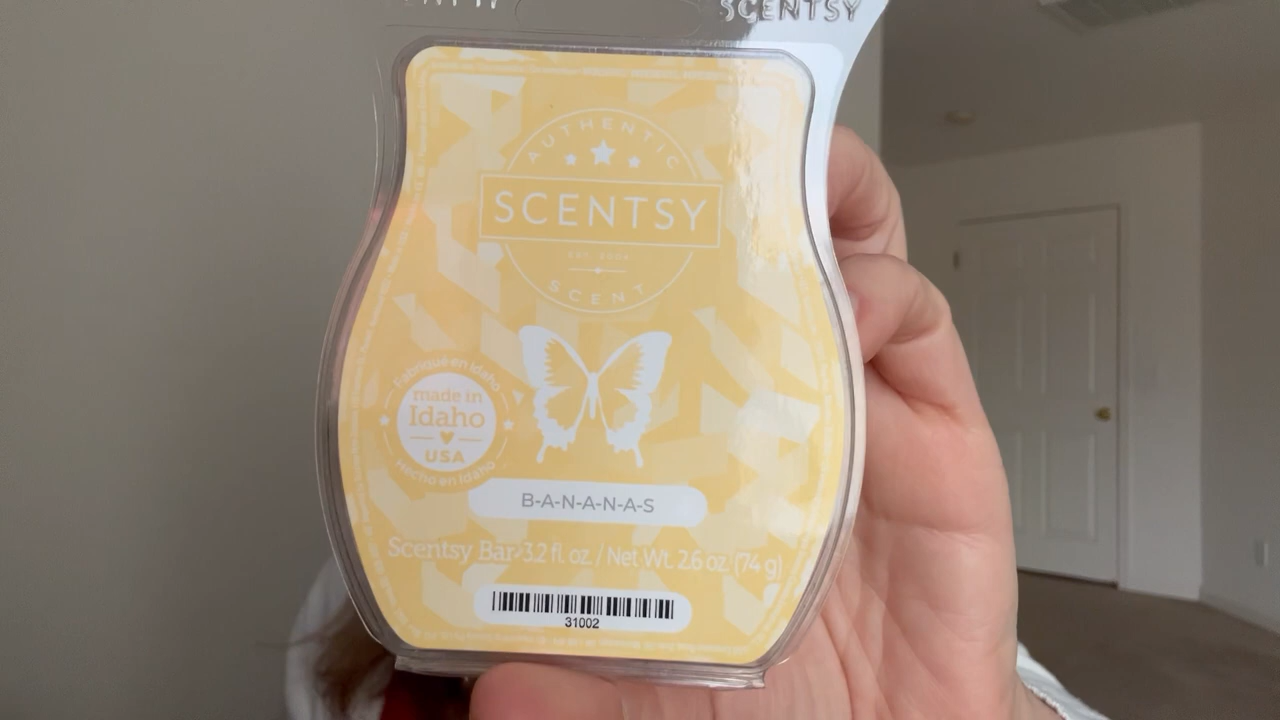 SCENTSY
AUTHENTIC
SCENTSY
EST. 2004
SCENT
Fabriqué en Idaho
made in
Idaho
USA
Hecho en Idaho
B-A-N-A-N-A-S
Scentsy Bar 3.2 fl. oz. / Net Wt. 2.6 oz. (74 g)
31002